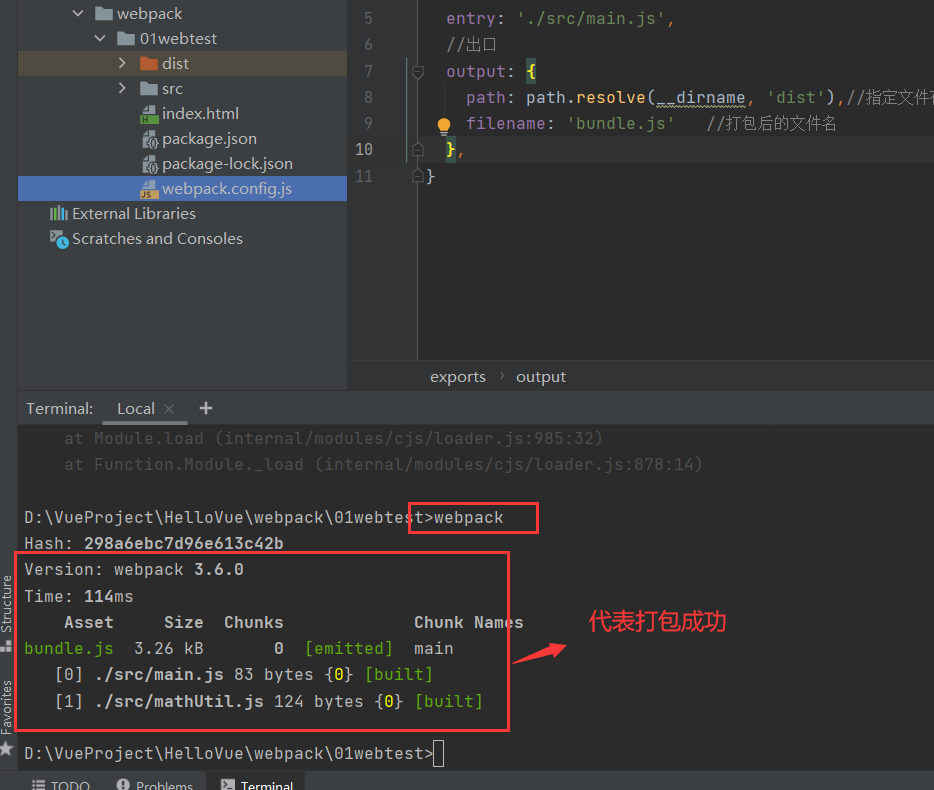 webpack
01webtest
dist
src
index.html
package.json
package-lock.json
webpack.config.js
External Libraries
Scratches and Consoles
5 entry: './src/main.js',
6 //出口
7 output: {
8 path: path.resolve(__dirname, 'dist'),//指定文件
9 filename: 'bundle.js' //打包后的文件名
10 },
11 }
exports › output
Terminal: Local × +
at Module.load (internal/modules/cjs/loader.js:985:32)
at Function.Module._load (internal/modules/cjs/loader.js:878:14)
D:\VueProject\HelloVue\webpack\01webtest>webpack
Hash: 298a6ebc7d96e613c42b
Version: webpack 3.6.0
Time: 114ms
Asset Size Chunks Chunk Names
bundle.js 3.26 kB 0 [emitted] main
[0] ./src/main.js 83 bytes {0} [built]
[1] ./src/mathUtil.js 124 bytes {0} [built]
代表打包成功
D:\VueProject\HelloVue\webpack\01webtest>
Structure
Favorites
TODO Problems Terminal